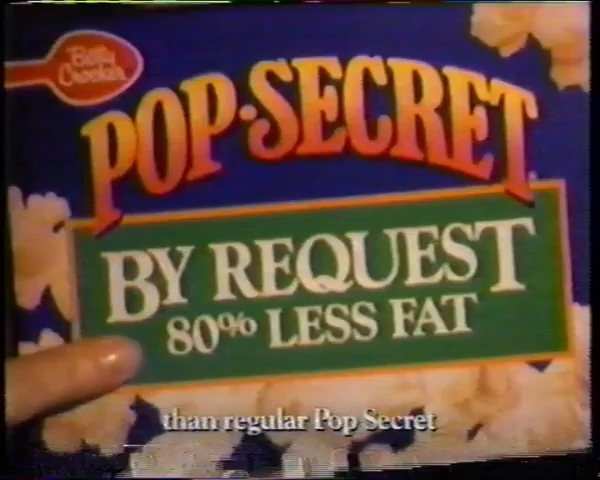 Betty
Crocker
POP·SECRET
BY REQUEST
80% LESS FAT
than regular Pop Secret